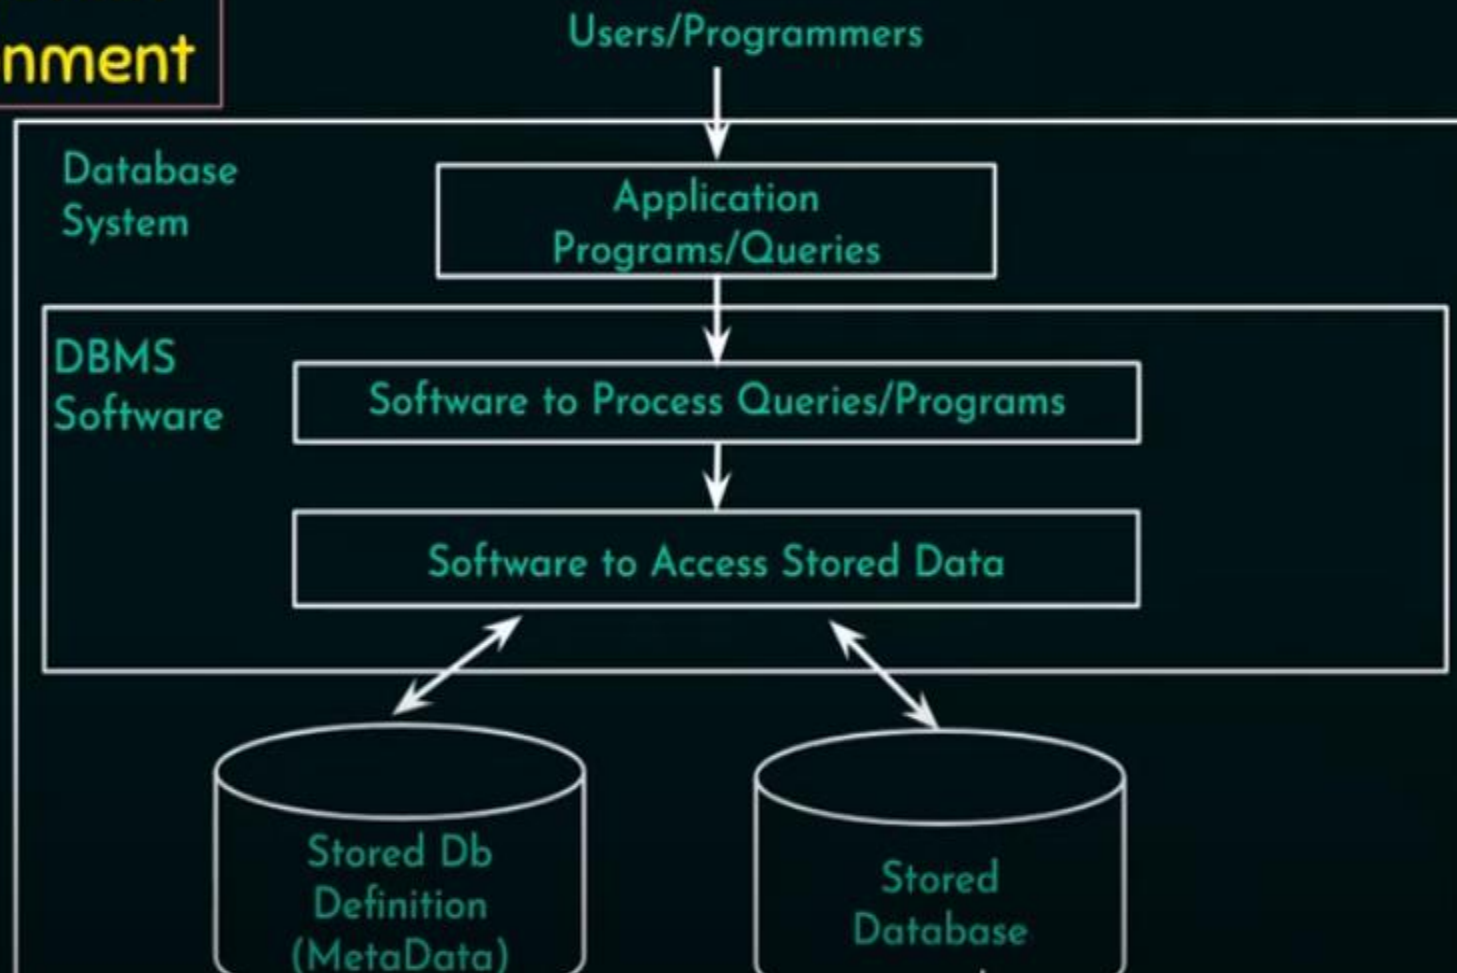 nment
Users/Programmers
Database
System
Application
Programs/Queries
DBMS
Software
Software to Process Queries/Programs
Software to Access Stored Data
Stored Db
Definition
(MetaData)
Stored
Database